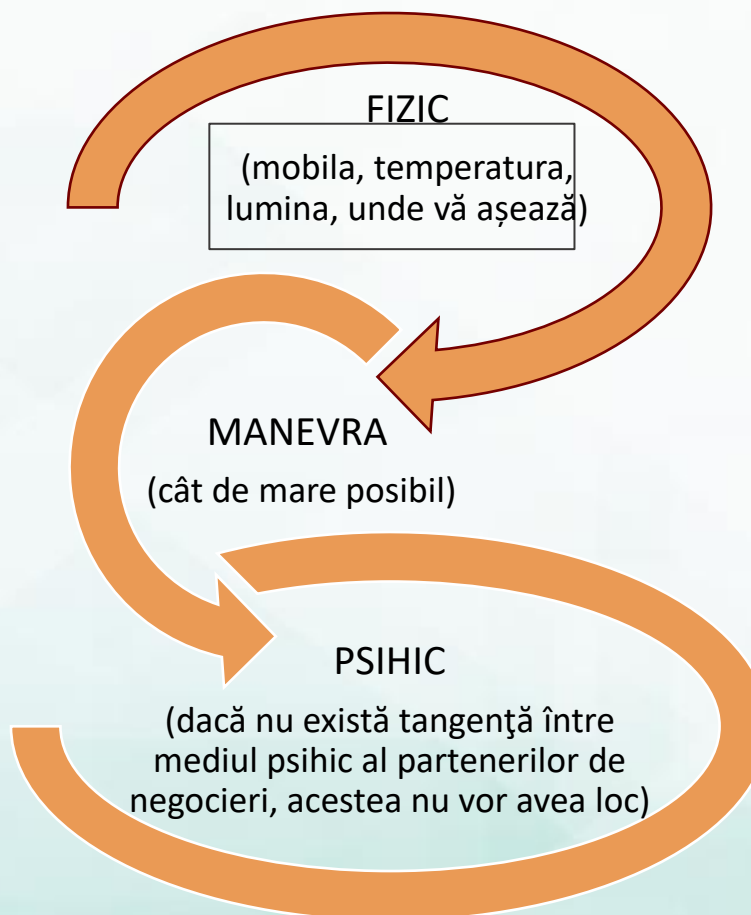 FIZIC
(mobila, temperatura,
lumina, unde vă așează)
MANEVRA
(cât de mare posibil)
PSIHIC
(dacă nu există tangenţă între
mediul psihic al partenerilor de
negocieri, acestea nu vor avea loc)